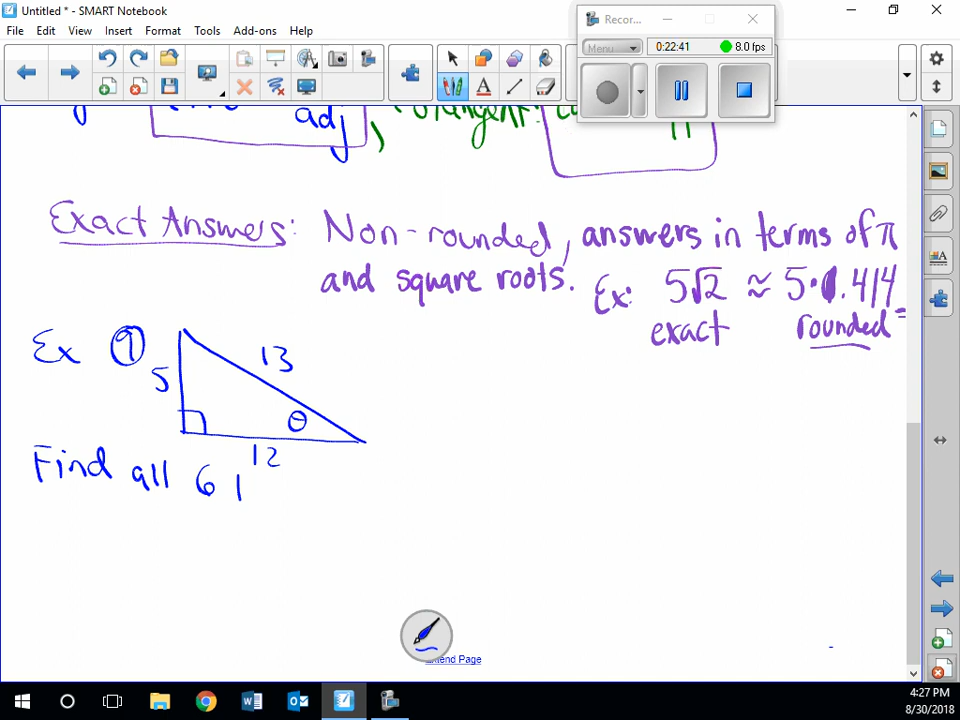 Untitled * - SMART Notebook
File Edit View Insert Format Tools Add-ons Help
Recor...
Menu 0:22:41 8.0 fps
adj
Exact Answers: Non-rounded, answers in terms of π
and square roots. Ex: 5√2 ≈ 5·1.414 =
exact rounded
Ex 9
13
5
θ
12
Find all 6
Extend Page
4:27 PM
8/30/2018